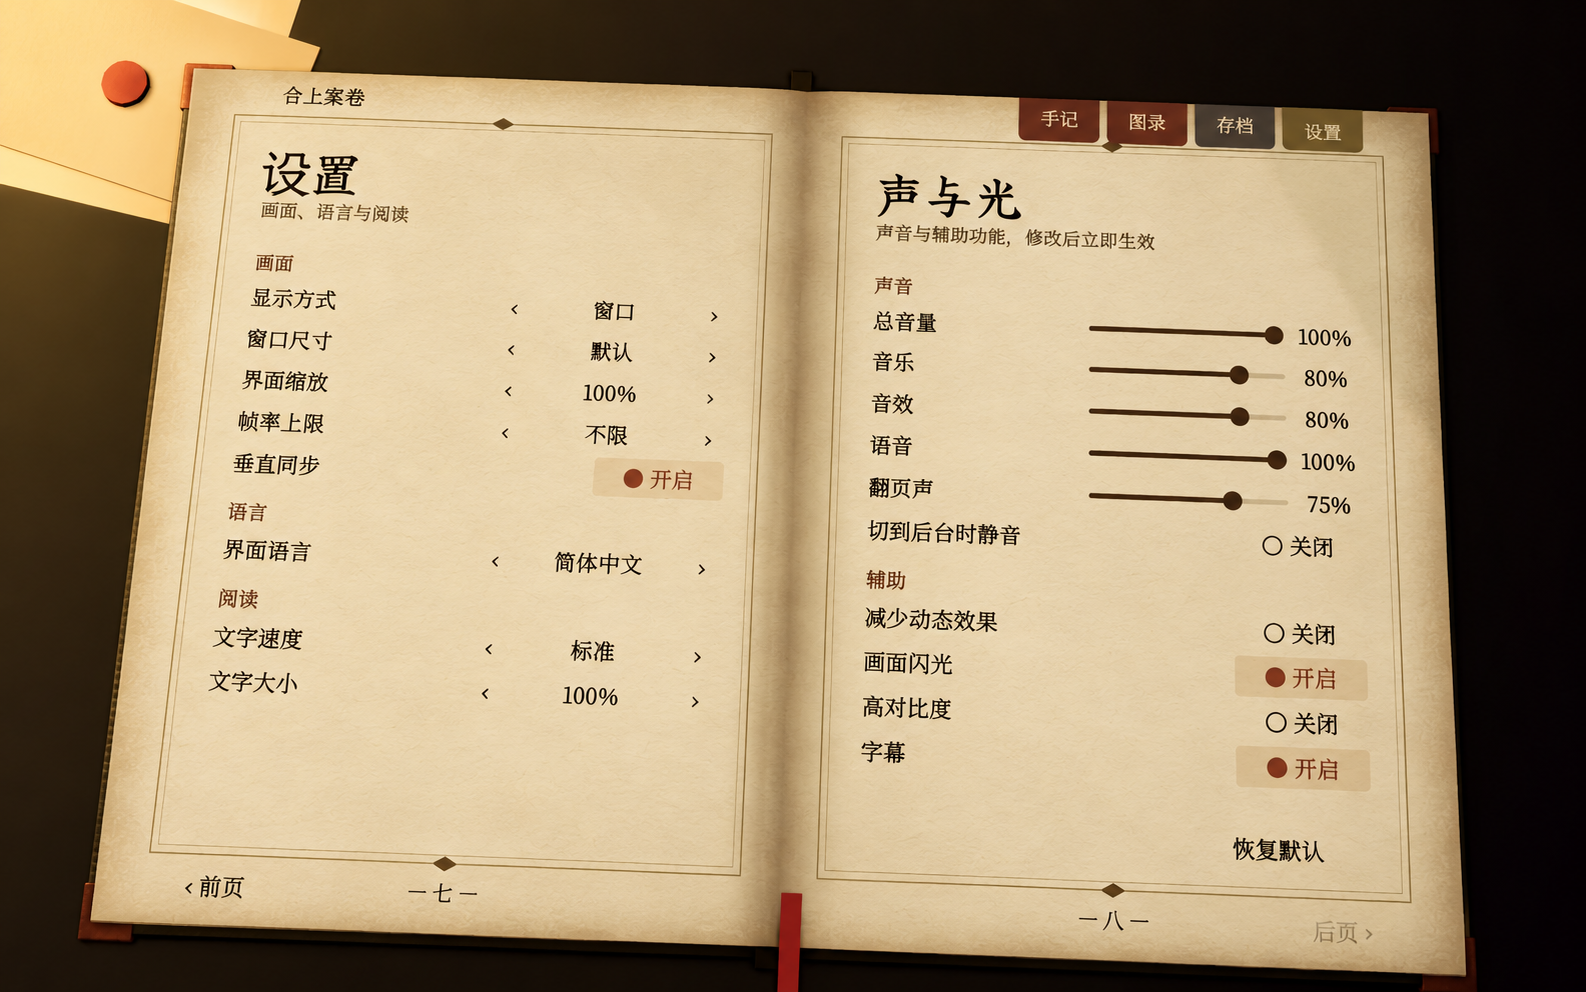 合上案卷
设置
画面、语言与阅读
画面
显示方式 ‹ 窗口 ›
窗口尺寸 ‹ 默认 ›
界面缩放 ‹ 100% ›
帧率上限 ‹ 不限 ›
垂直同步 开启
语言
界面语言 ‹ 简体中文 ›
阅读
文字速度 ‹ 标准 ›
文字大小 ‹ 100% ›
‹ 前页
一 七 一
手记 图录 存档 设置
声与光
声音与辅助功能，修改后立即生效
声音
总音量 100%
音乐 80%
音效 80%
语音 100%
翻页声 75%
切到后台时静音 关闭
辅助
减少动态效果 关闭
画面闪光 开启
高对比度 关闭
字幕 开启
恢复默认
一 八 一
后页 ›